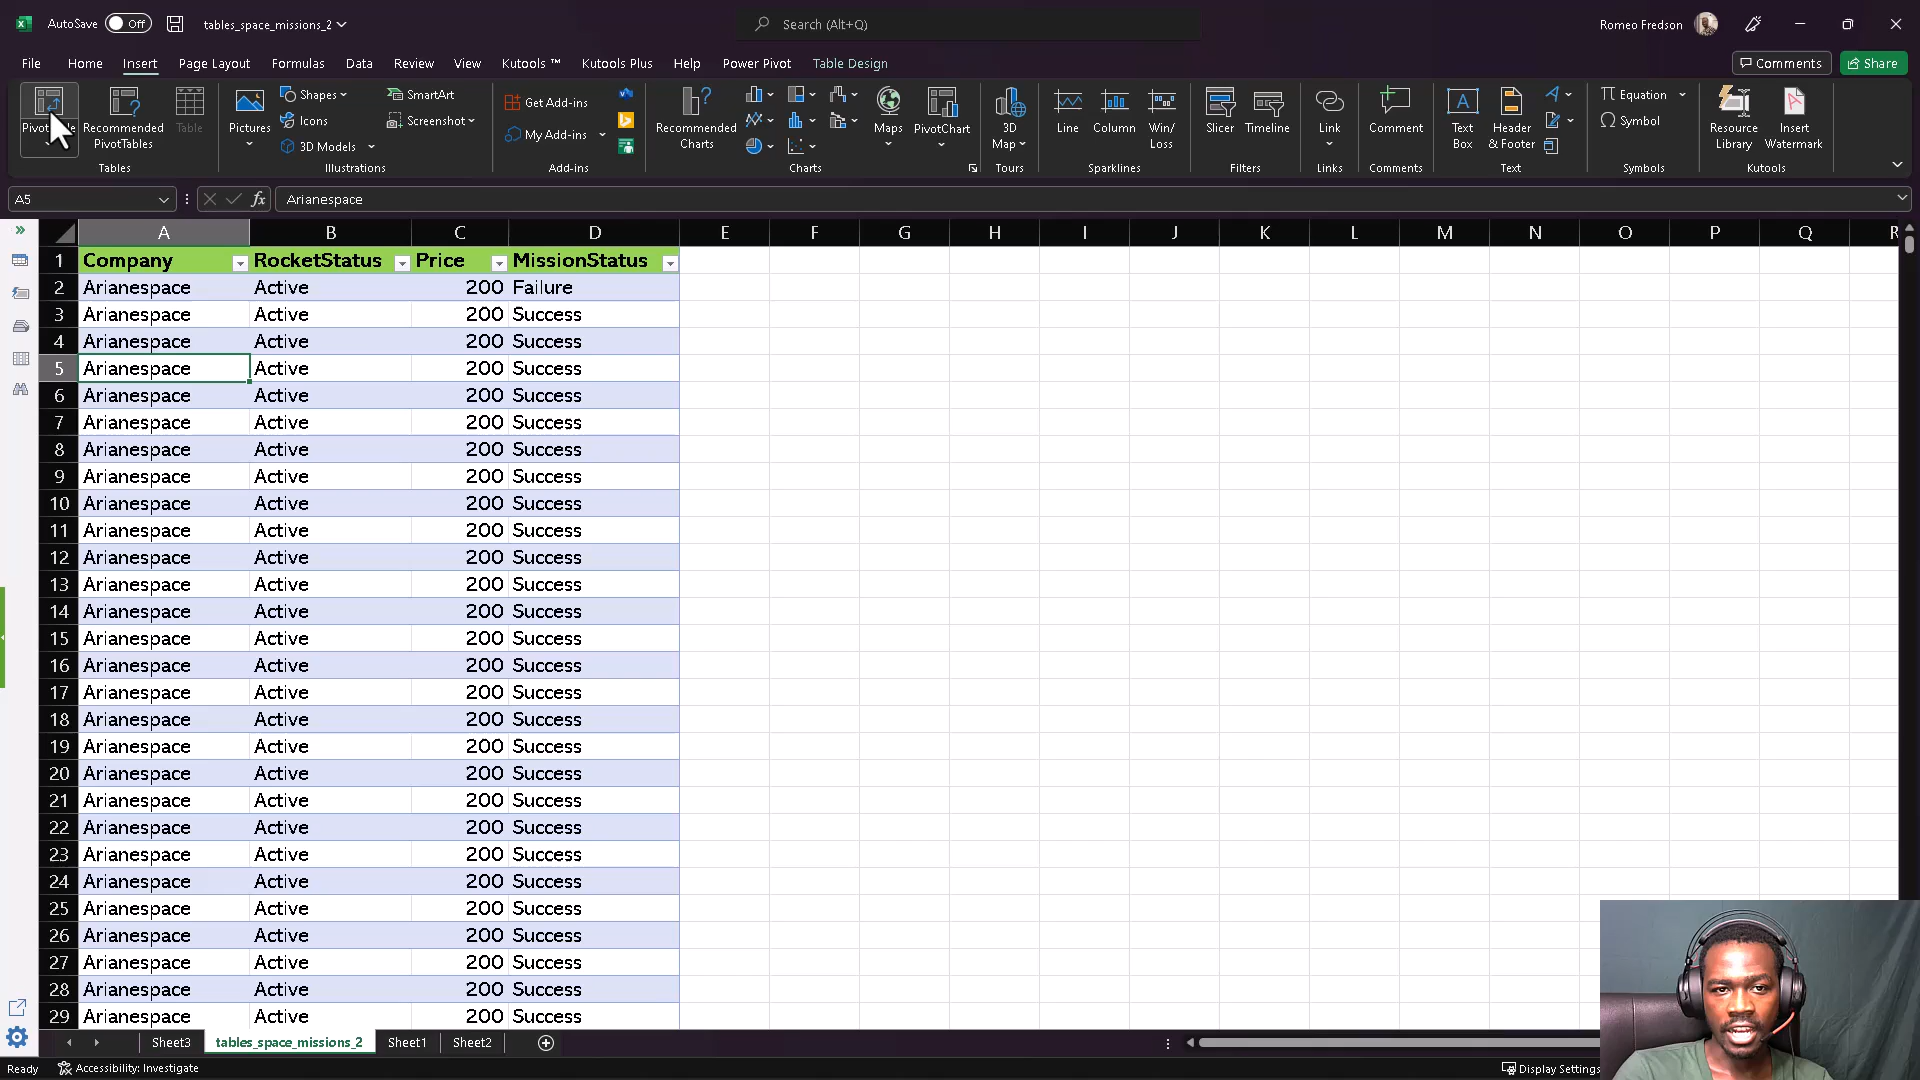 AutoSave Off tables_space_missions_2 Search (Alt+Q) Romeo Fredson
File Home Insert Page Layout Formulas Data Review View Kutools ™ Kutools Plus Help Power Pivot Table Design Comments Share
Recommended PivotTables
Table
Tables
Pictures
Shapes
Icons
3D Models
SmartArt
Screenshot
Illustrations
Get Add-ins
My Add-ins
Add-ins
Recommended Charts
Maps
PivotChart
Charts
3D Map
Tours
Line
Column
Win/Loss
Sparklines
Slicer
Timeline
Filters
Link
Links
Comment
Comments
Text Box
Header & Footer
Text
Equation
Symbol
Symbols
Resource Library
Insert Watermark
Kutools
A5 fx Arianespace
A B C D E F G H I J K L M N O P Q R
1 Company RocketStatus Price MissionStatus
2 Arianespace Active 200 Failure
3 Arianespace Active 200 Success
4 Arianespace Active 200 Success
5 Arianespace Active 200 Success
6 Arianespace Active 200 Success
7 Arianespace Active 200 Success
8 Arianespace Active 200 Success
9 Arianespace Active 200 Success
10 Arianespace Active 200 Success
11 Arianespace Active 200 Success
12 Arianespace Active 200 Success
13 Arianespace Active 200 Success
14 Arianespace Active 200 Success
15 Arianespace Active 200 Success
16 Arianespace Active 200 Success
17 Arianespace Active 200 Success
18 Arianespace Active 200 Success
19 Arianespace Active 200 Success
20 Arianespace Active 200 Success
21 Arianespace Active 200 Success
22 Arianespace Active 200 Success
23 Arianespace Active 200 Success
24 Arianespace Active 200 Success
25 Arianespace Active 200 Success
26 Arianespace Active 200 Success
27 Arianespace Active 200 Success
28 Arianespace Active 200 Success
29 Arianespace Active 200 Success
Sheet3 tables_space_missions_2 Sheet1 Sheet2
Ready Accessibility: Investigate Display Settings